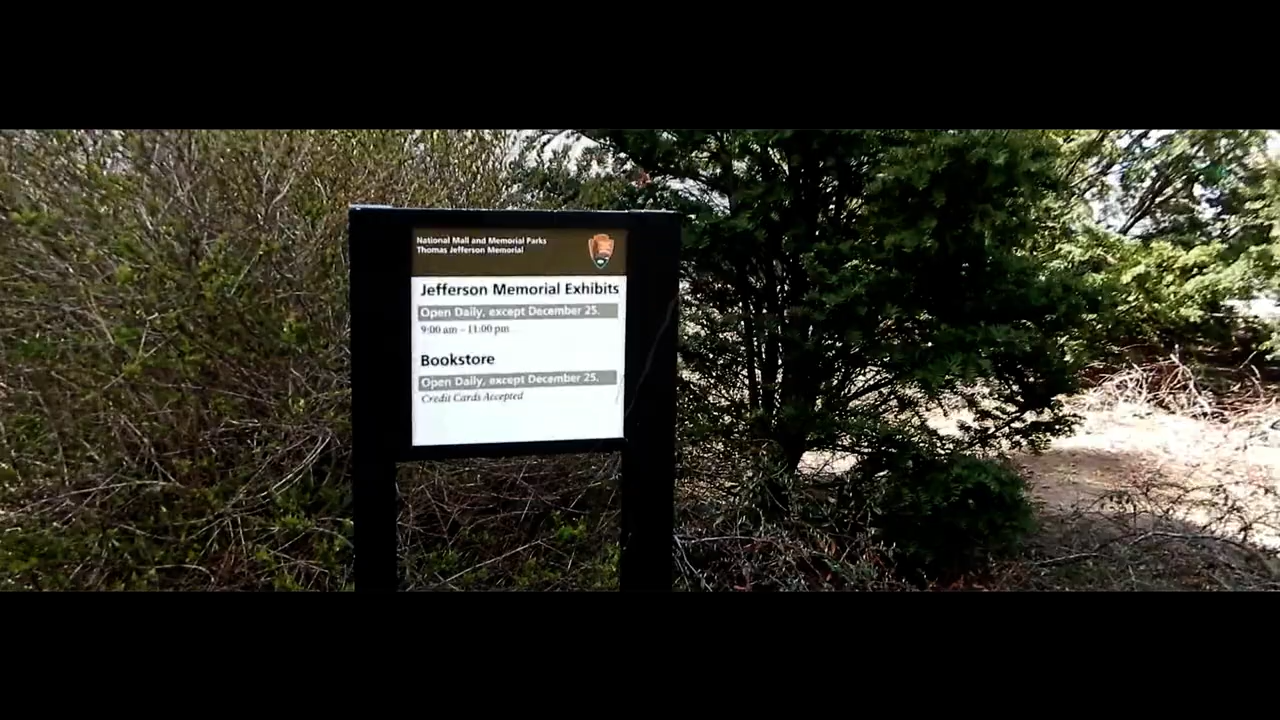 National Mall and Memorial Parks
Thomas Jefferson Memorial
Jefferson Memorial Exhibits
Open Daily, except December 25.
9:00 am – 11:00 pm
Bookstore
Open Daily, except December 25.
Credit Cards Accepted